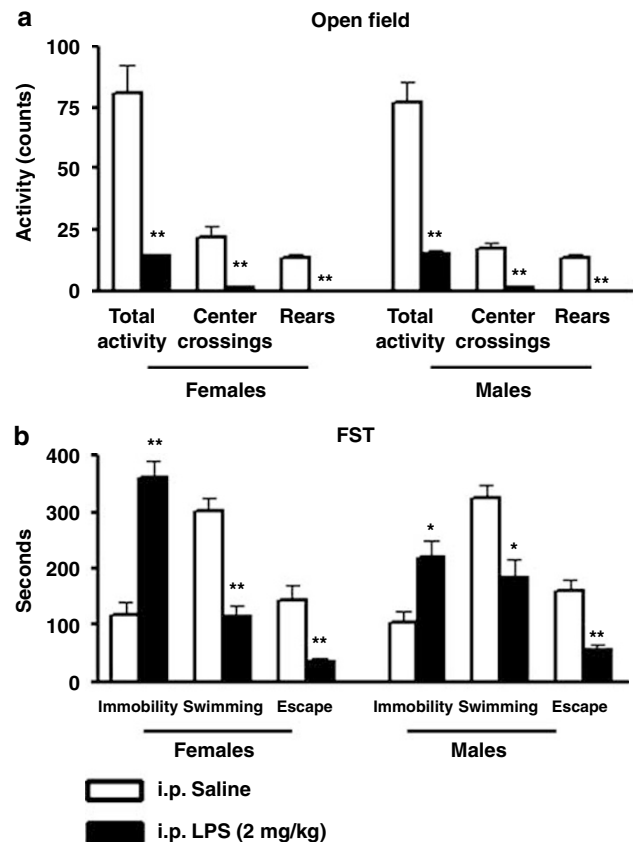 a
Open field
Activity (counts)
100
75
50
25
0
**
**
**
**
**
**
Total activity
Center crossings
Rears
Total activity
Center crossings
Rears
Females
Males
b
FST
Seconds
400
300
200
100
0
**
**
**
*
*
**
Immobility Swimming Escape
Immobility Swimming Escape
Females
Males
i.p. Saline
i.p. LPS (2 mg/kg)